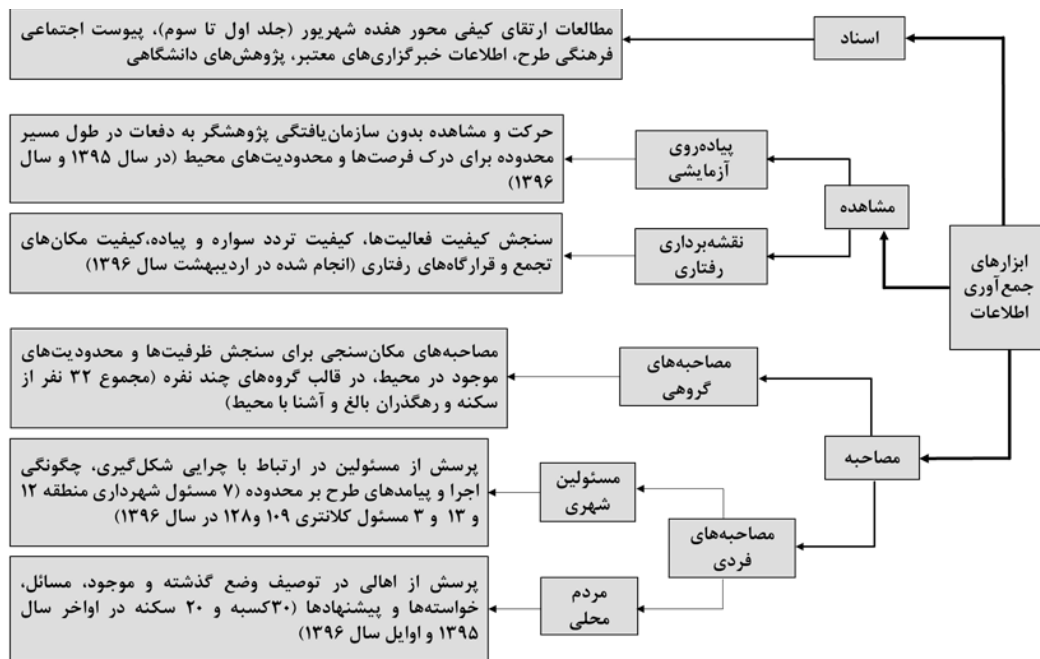 ابزارهای
جمع‌آوری
اطلاعات
اسناد
مطالعات ارتقای کیفی محور هفده شهریور (جلد اول تا سوم)، پیوست اجتماعی
فرهنگی طرح، اطلاعات خبرگزاری‌های معتبر، پژوهش‌های دانشگاهی
مشاهده
پیاده‌روی
آزمایشی
حرکت و مشاهده بدون سازمان‌یافتگی پژوهشگر به دفعات در طول مسیر
محدوده برای درک فرصت‌ها و محدودیت‌های محیط (در سال ۱۳۹۵ و سال
۱۳۹۶)
نقشه‌برداری
رفتاری
سنجش کیفیت فعالیت‌ها، کیفیت تردد سواره و پیاده،کیفیت مکان‌های
تجمع و قرارگاه‌های رفتاری (انجام شده در اردیبهشت سال ۱۳۹۶)
مصاحبه
مصاحبه‌های
گروهی
مصاحبه‌های مکان‌سنجی برای سنجش ظرفیت‌ها و محدودیت‌های
موجود در محیط، در قالب گروه‌های چند نفره (مجموع ۳۲ نفر از
سکنه و رهگذران بالغ و آشنا با محیط)
مصاحبه‌های
فردی
مسئولین
شهری
پرسش از مسئولین در ارتباط با چرایی شکل‌گیری، چگونگی
اجرا و پیامدهای طرح بر محدوده (۷ مسئول شهرداری منطقه ۱۲
و ۱۳ و ۳ مسئول کلانتری ۱۰۹ و۱۲۸ در سال ۱۳۹۶)
مردم
محلی
پرسش از اهالی در توصیف وضع گذشته و موجود، مسائل،
خواسته‌ها و پیشنهادها (۳۰کسبه و ۲۰ سکنه در اواخر سال
۱۳۹۵ و اوایل سال ۱۳۹۶)